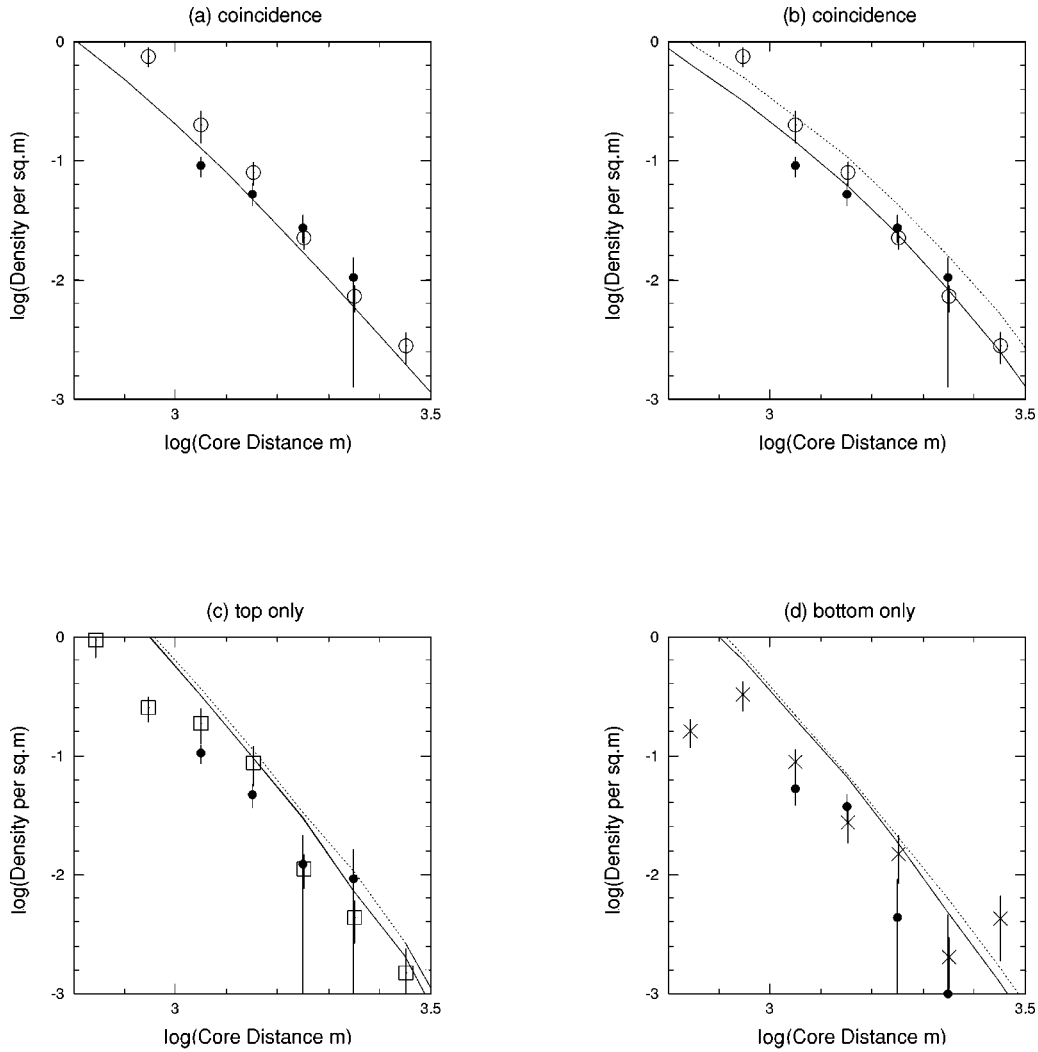 (a) coincidence
0
-1
-2
-3
log(Density per sq.m)
3
3.5
log(Core Distance m)
(b) coincidence
0
-1
-2
-3
log(Density per sq.m)
3
3.5
log(Core Distance m)
(c) top only
0
-1
-2
-3
log(Density per sq.m)
3
3.5
log(Core Distance m)
(d) bottom only
0
-1
-2
-3
log(Density per sq.m)
3
3.5
log(Core Distance m)